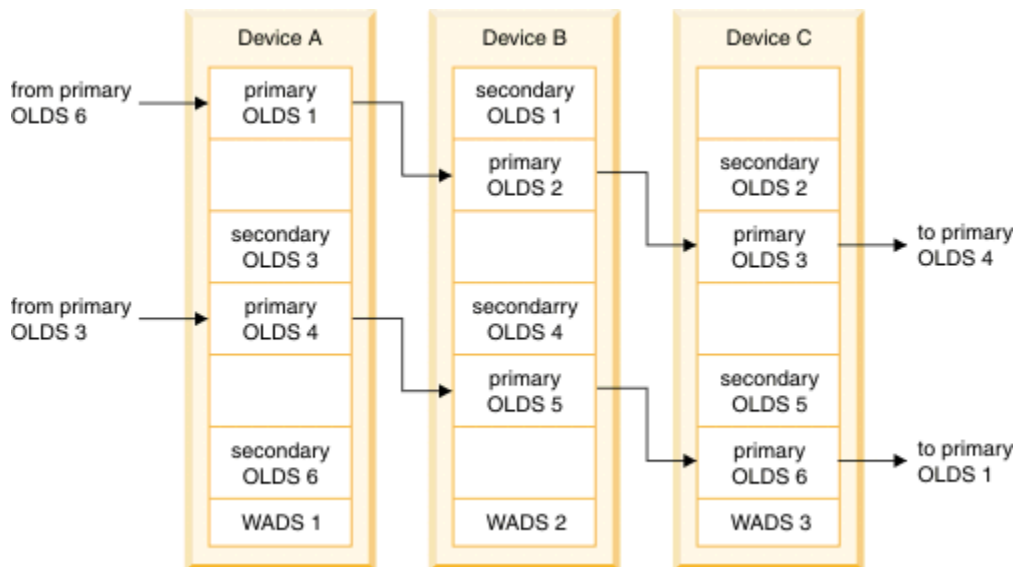 Device A
Device B
Device C
from primary
OLDS 6
primary
OLDS 1
secondary
OLDS 1
primary
OLDS 2
secondary
OLDS 2
secondary
OLDS 3
primary
OLDS 3
to primary
OLDS 4
from primary
OLDS 3
primary
OLDS 4
secondarry
OLDS 4
primary
OLDS 5
secondary
OLDS 5
secondary
OLDS 6
primary
OLDS 6
to primary
OLDS 1
WADS 1
WADS 2
WADS 3